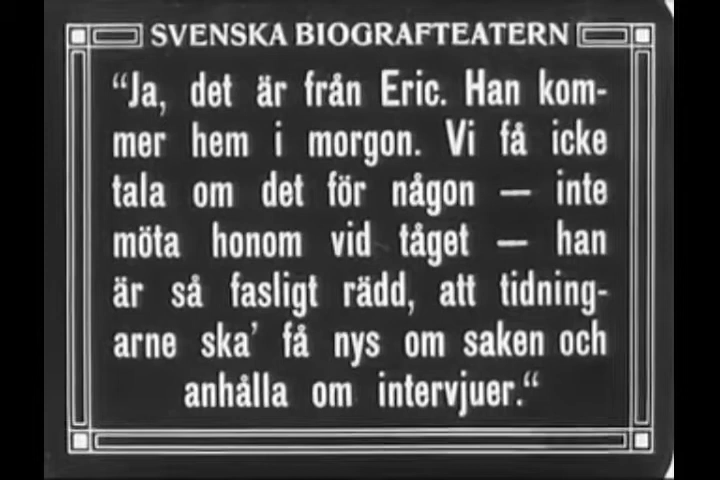 SVENSKA BIOGRAFTEATERN
“Ja, det är från Eric. Han kom-
mer hem i morgon. Vi få icke
tala om det för någon — inte
möta honom vid tåget — han
är så fasligt rädd, att tidning-
arne ska’ få nys om saken och
anhålla om intervjuer.“